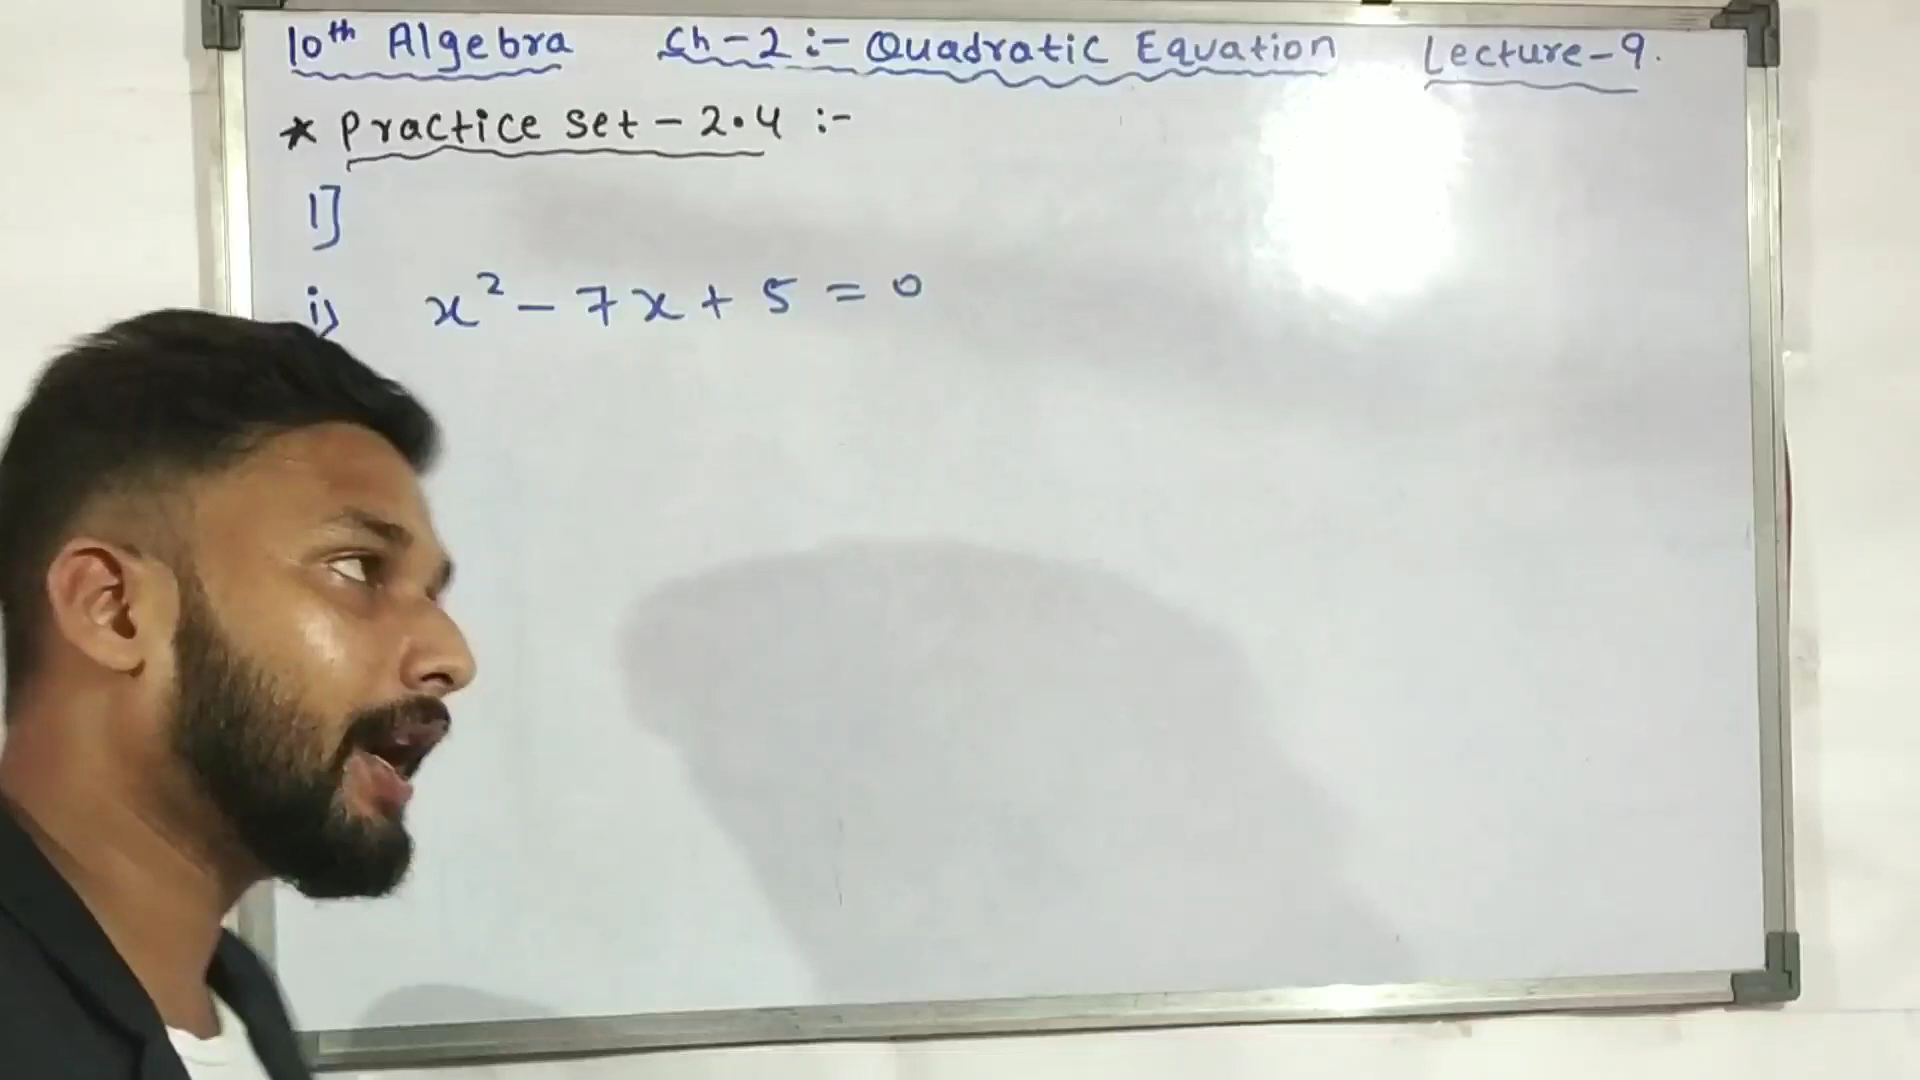 10th Algebra Ch-2 :- Quadratic Equation Lecture-9.
* Practice set - 2.4 :-
1]
i) x² - 7x + 5 = 0